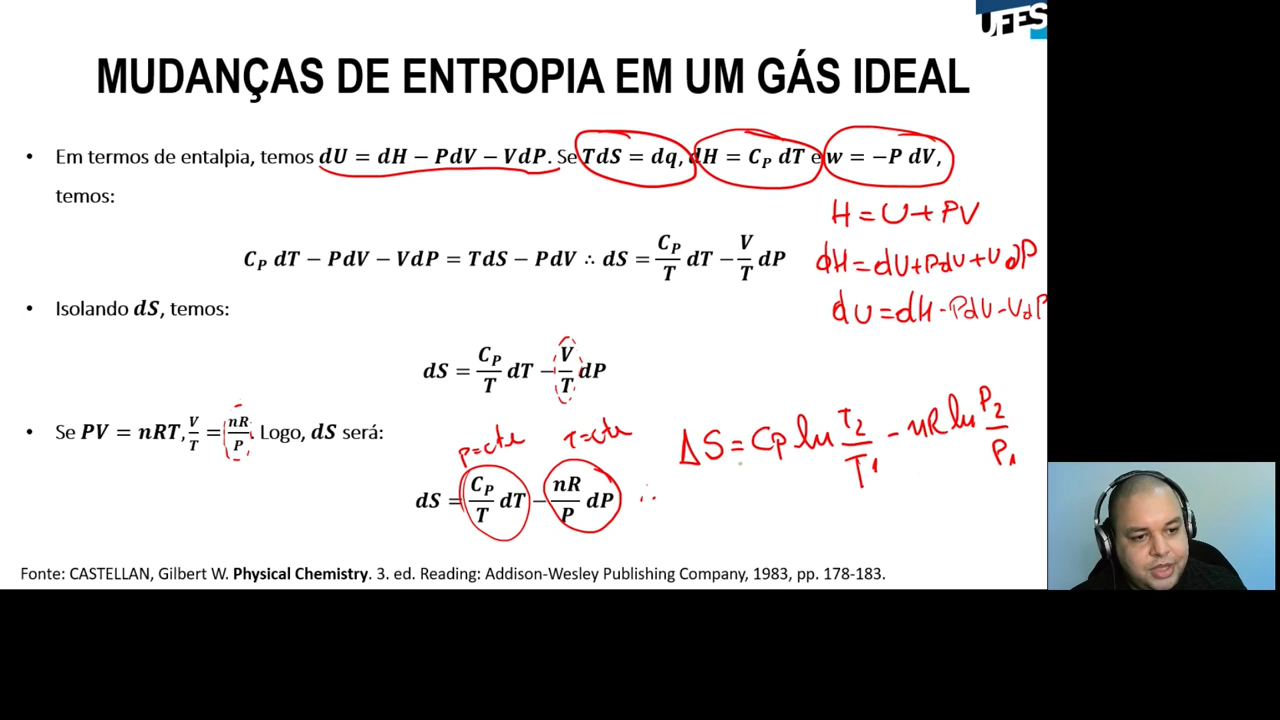 UFES
MUDANÇAS DE ENTROPIA EM UM GÁS IDEAL
• Em termos de entalpia, temos dU = dH − PdV − VdP. Se TdS = dq, dH = C_P dT e w = −P dV,
temos:
H = U + PV
C_P dT − PdV − VdP = TdS − PdV ∴ dS = C_P/T dT − V/T dP
dH = dU + PdV + VdP
• Isolando dS, temos:
dU = dH - PdV - VdP
dS = C_P/T dT − V/T dP
• Se PV = nRT, V/T = nR/P. Logo, dS será:
P=cte T=cte
ΔS = Cp ln T2/T1 - nR ln P2/P1
dS = C_P/T dT − nR/P dP ∴
Fonte: CASTELLAN, Gilbert W. Physical Chemistry. 3. ed. Reading: Addison-Wesley Publishing Company, 1983, pp. 178-183.